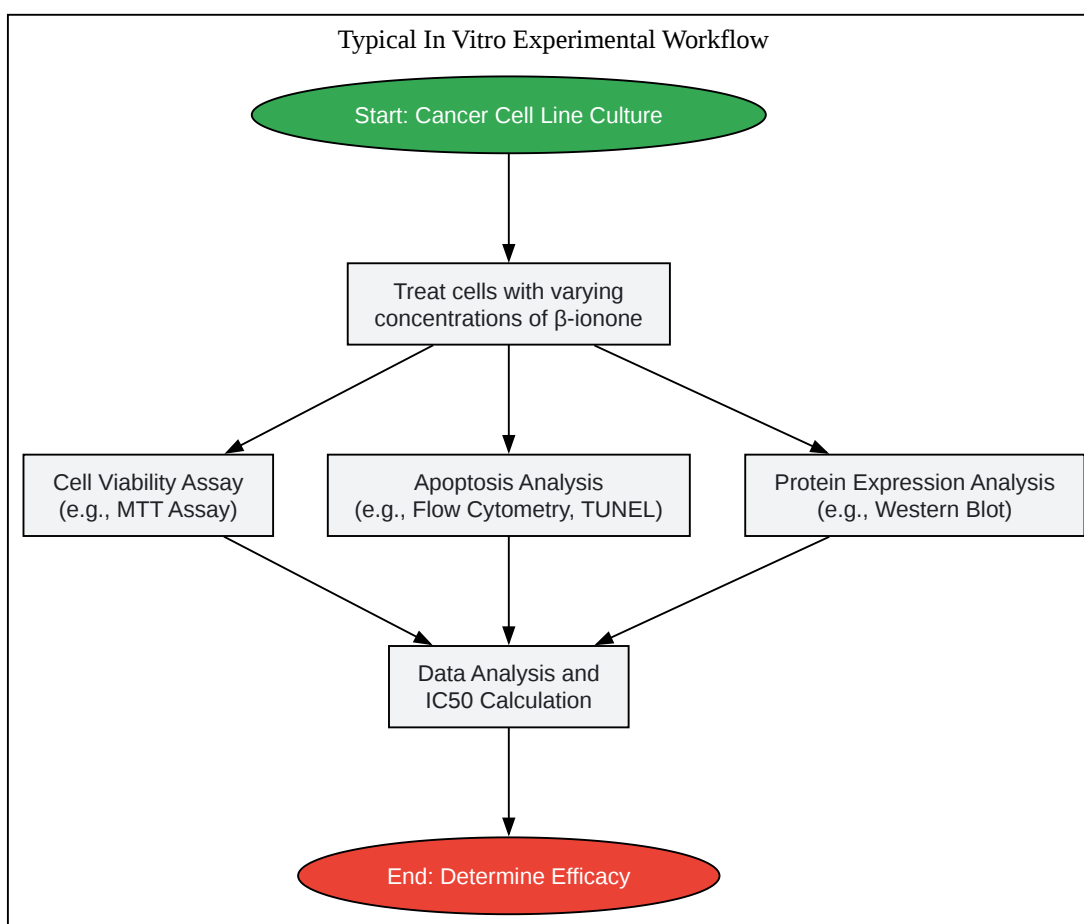 Typical In Vitro Experimental Workflow
Start: Cancer Cell Line Culture
Treat cells with varying
concentrations of β-ionone
Cell Viability Assay
(e.g., MTT Assay)
Apoptosis Analysis
(e.g., Flow Cytometry, TUNEL)
Protein Expression Analysis
(e.g., Western Blot)
Data Analysis and
IC50 Calculation
End: Determine Efficacy